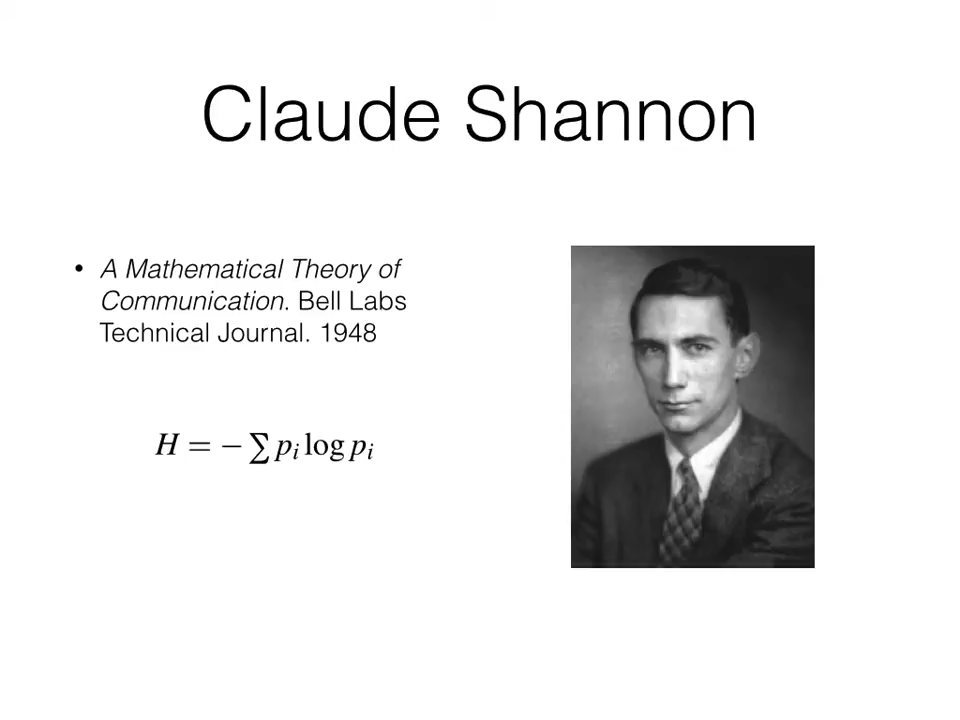 Claude Shannon
• A Mathematical Theory of
Communication. Bell Labs
Technical Journal. 1948
H = − ∑ pᵢ log pᵢ